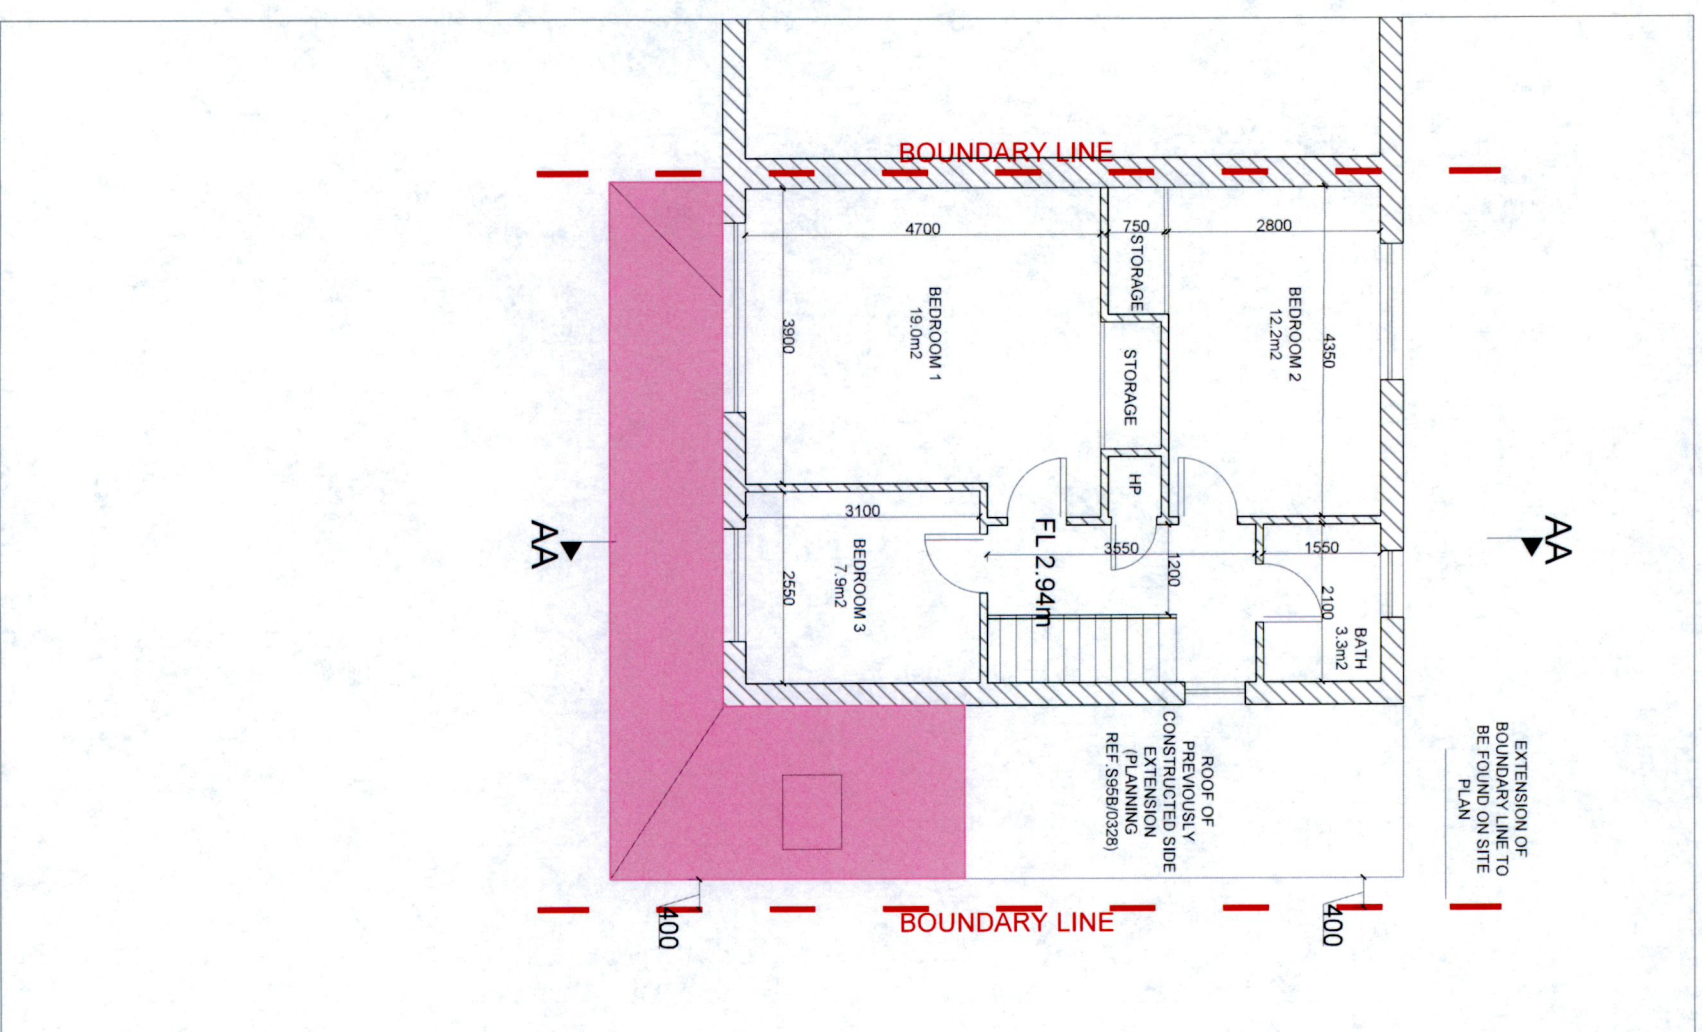 BOUNDARY LINE
4700
750
2800
STORAGE
BEDROOM 1
19.0m2
BEDROOM 2
12.2m2
3900
4350
STORAGE
HP
3100
FL 2.94m
3550
1200
1550
AA
AA
BEDROOM 3
7.9m2
2550
2100
BATH
3.3m2
ROOF OF
PREVIOUSLY
CONSTRUCTED SIDE
EXTENSION
(PLANNING
REF.S95B/0328)
EXTENSION OF
BOUNDARY LINE TO
BE FOUND ON SITE
PLAN
400
BOUNDARY LINE
400